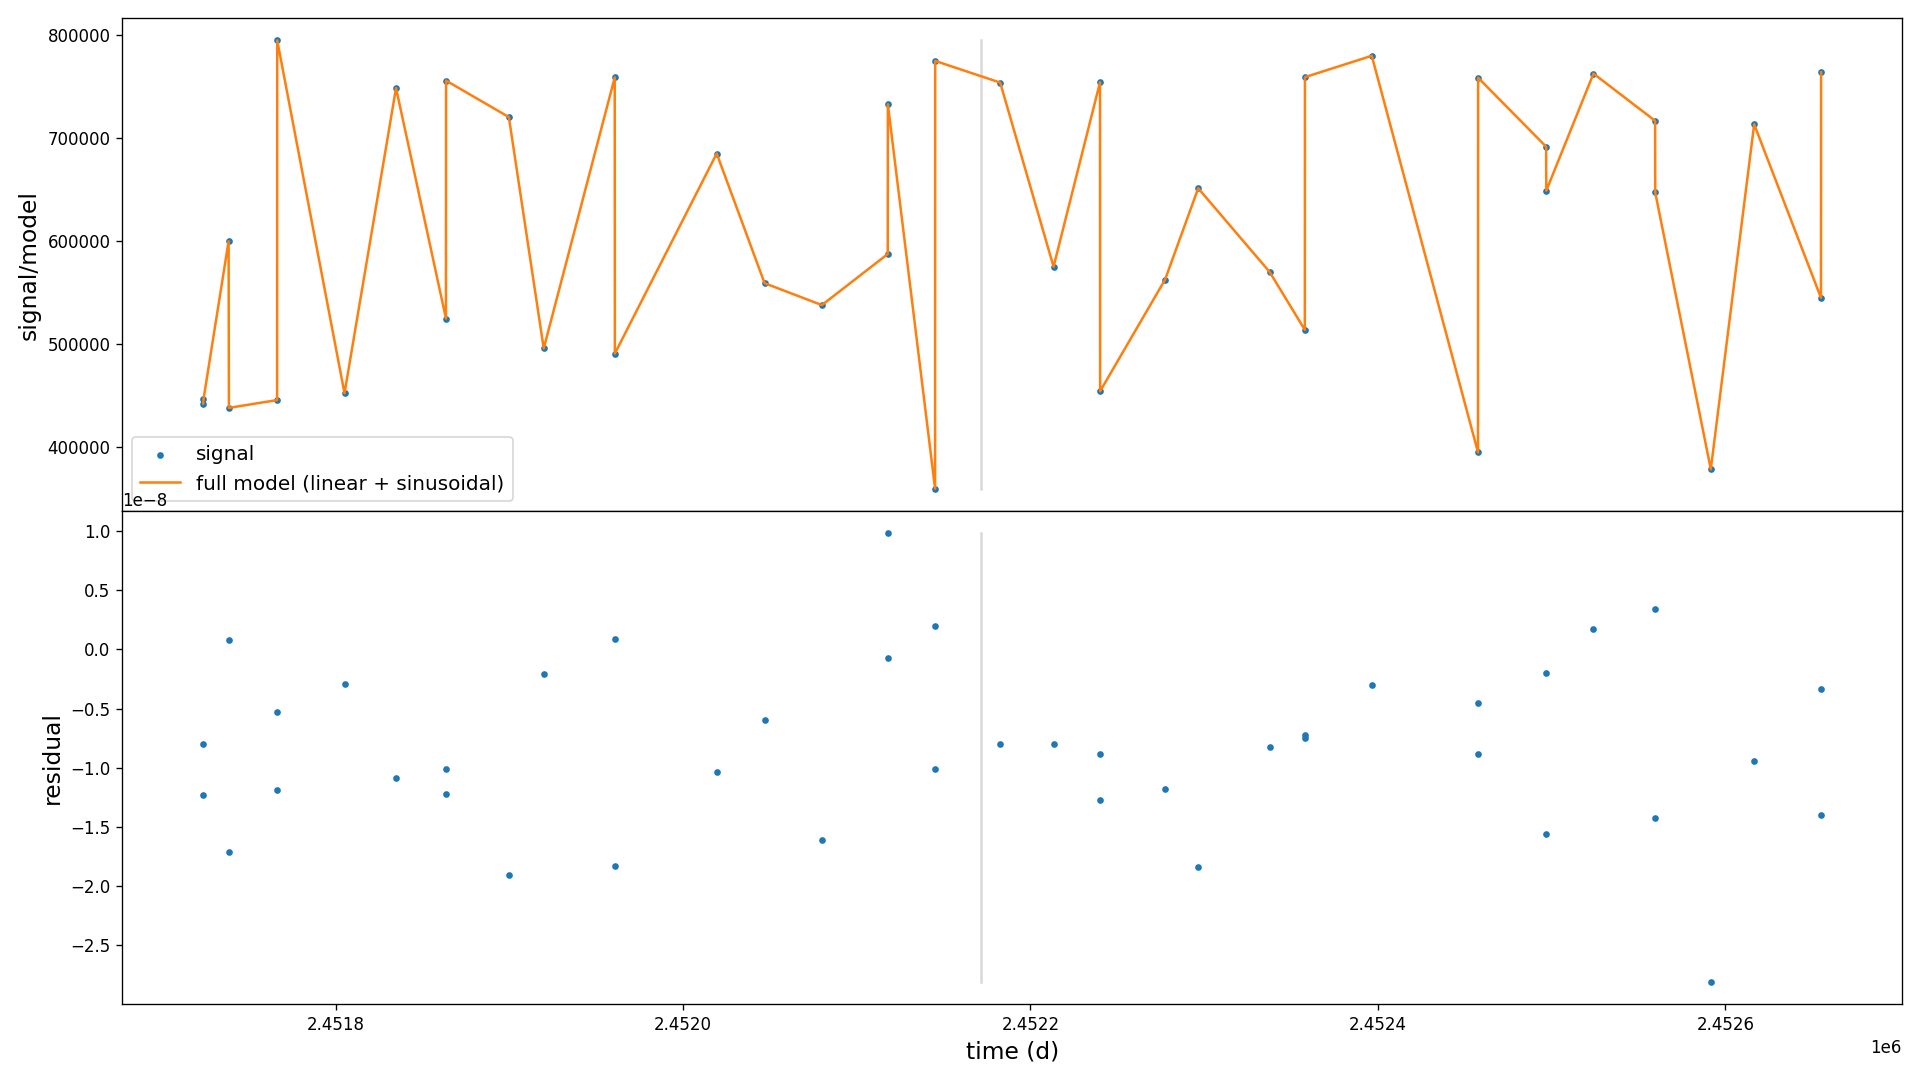 800000
700000
600000
500000
400000
signal/model
signal
full model (linear + sinusoidal)
1e−8
1.0
0.5
0.0
−0.5
−1.0
−1.5
−2.0
−2.5
residual
2.4518 2.4520 2.4522 2.4524 2.4526
time (d)
1e6